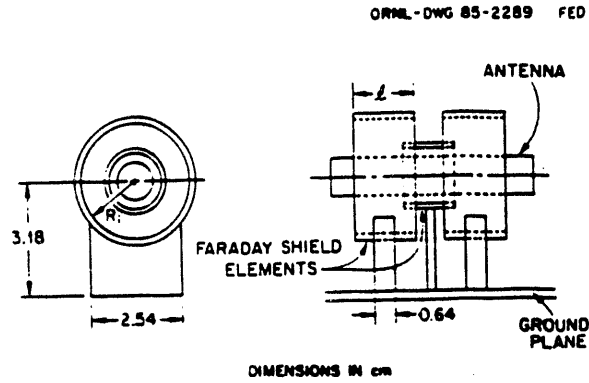 ORNL-DWG 85-2289 FED
ANTENNA
ℓ
Ri
3.18
FARADAY SHIELD
ELEMENTS
2.54
0.64
GROUND
PLANE
DIMENSIONS IN cm